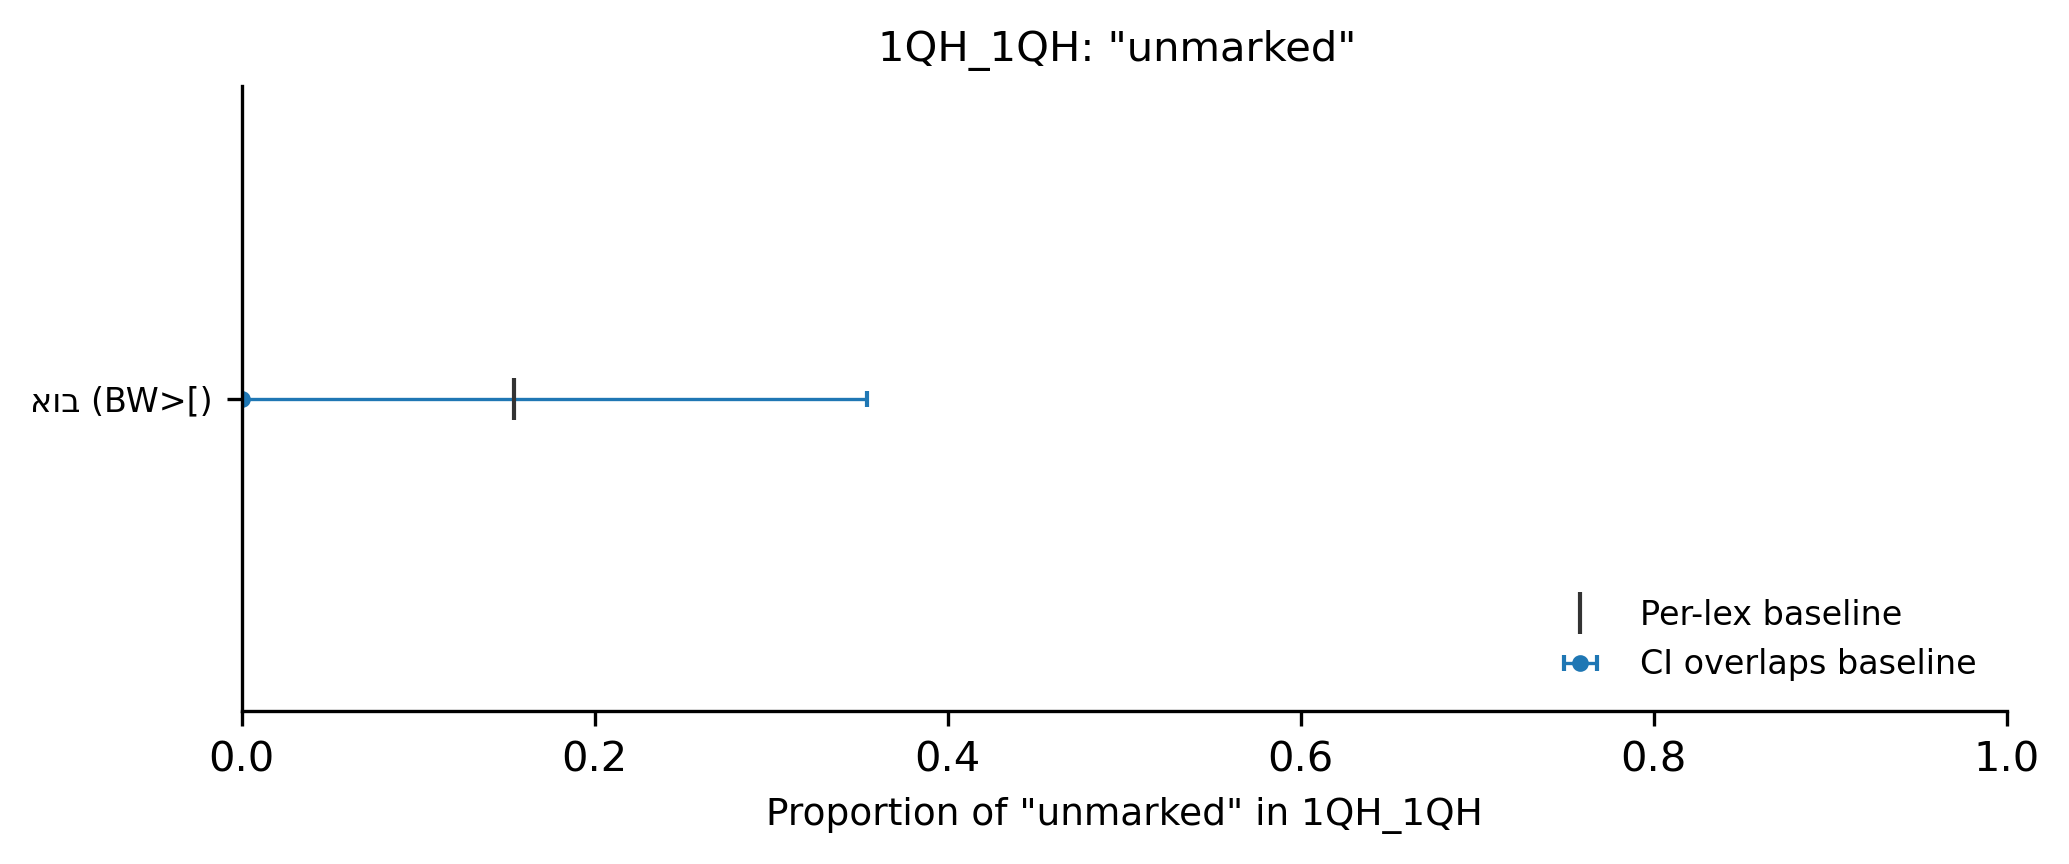 1QH_1QH: "unmarked"
בוא (BW>[)
Per-lex baseline
CI overlaps baseline
0.0 0.2 0.4 0.6 0.8 1.0
Proportion of "unmarked" in 1QH_1QH